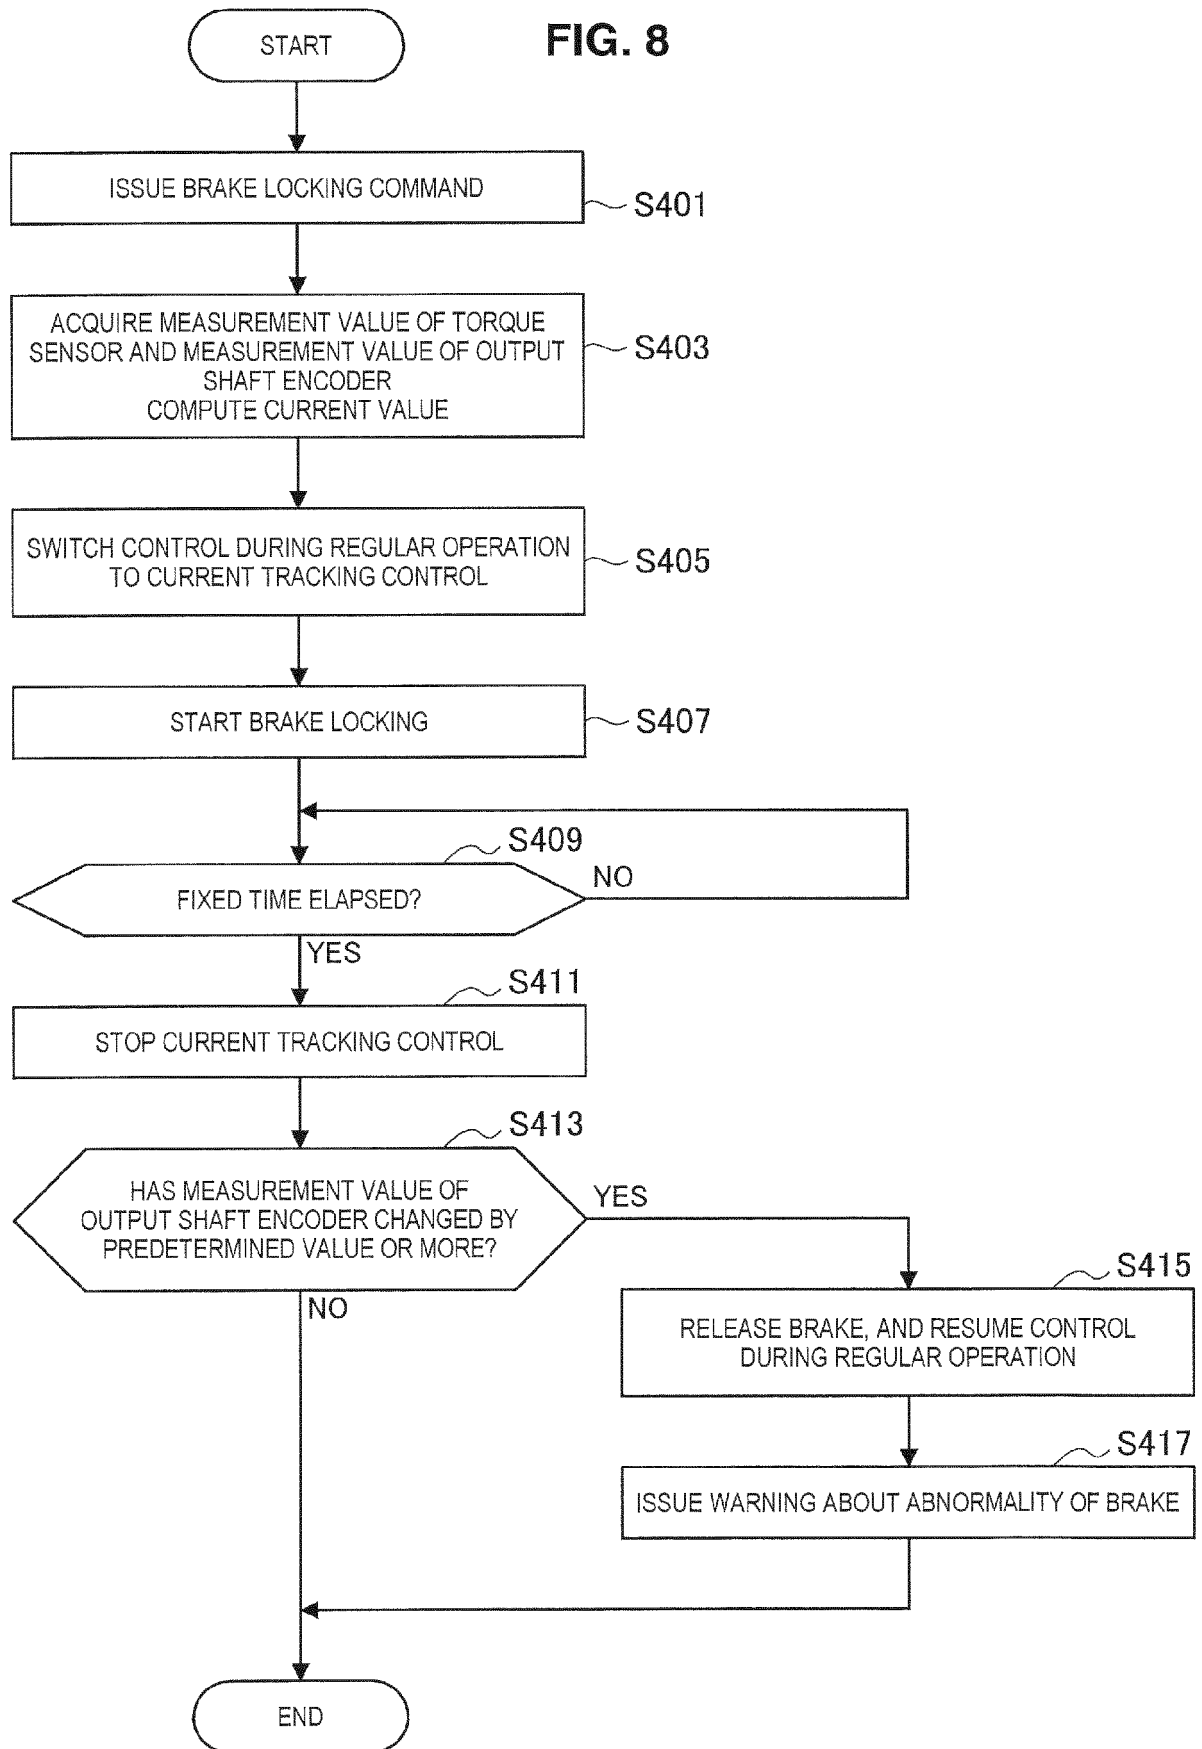 START
FIG. 8
ISSUE BRAKE LOCKING COMMAND
S401
ACQUIRE MEASUREMENT VALUE OF TORQUE
SENSOR AND MEASUREMENT VALUE OF OUTPUT
SHAFT ENCODER
COMPUTE CURRENT VALUE
S403
SWITCH CONTROL DURING REGULAR OPERATION
TO CURRENT TRACKING CONTROL
S405
START BRAKE LOCKING
S407
S409
FIXED TIME ELAPSED?
NO
YES
S411
STOP CURRENT TRACKING CONTROL
S413
HAS MEASUREMENT VALUE OF
OUTPUT SHAFT ENCODER CHANGED BY
PREDETERMINED VALUE OR MORE?
YES
NO
S415
RELEASE BRAKE, AND RESUME CONTROL
DURING REGULAR OPERATION
S417
ISSUE WARNING ABOUT ABNORMALITY OF BRAKE
END